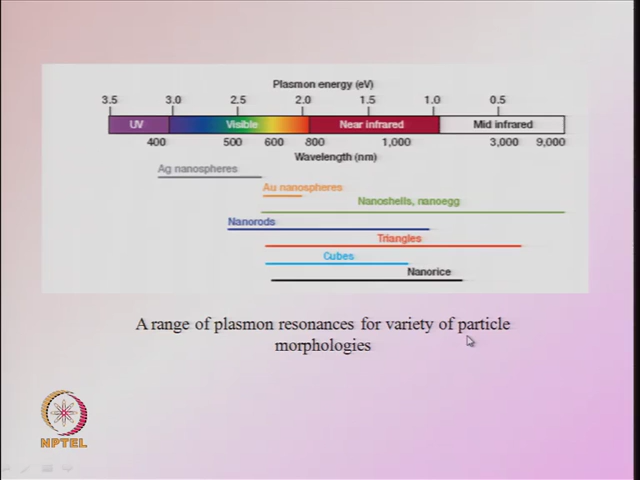 Plasmon energy (eV)
3.5 3.0 2.5 2.0 1.5 1.0 0.5
UV Visible Near infrared Mid infrared
400 500 600 800 1,000 3,000 9,000
Wavelength (nm)
Ag nanospheres
Au nanospheres
Nanoshells, nanoegg
Nanorods
Triangles
Cubes
Nanorice
A range of plasmon resonances for variety of particle
morphologies
NPTEL